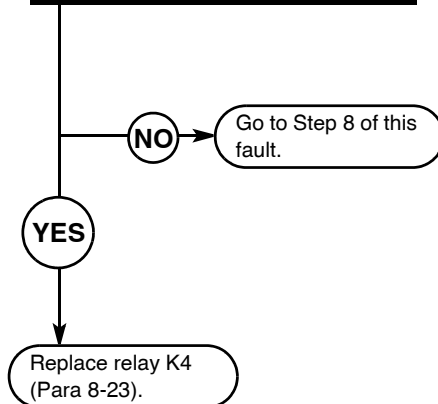 NO
Go to Step 8 of this
fault.
YES
Replace relay K4
(Para 8-23).